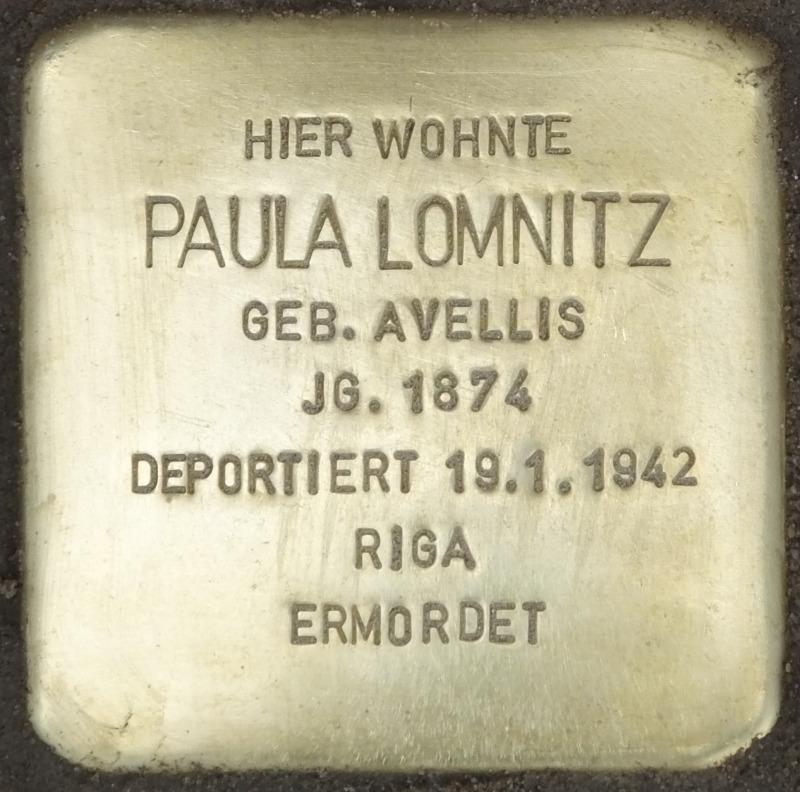 HIER WOHNTE
PAULA LOMNITZ
GEB. AVELLIS
JG. 1874
DEPORTIERT 19.1.1942
RIGA
ERMORDET